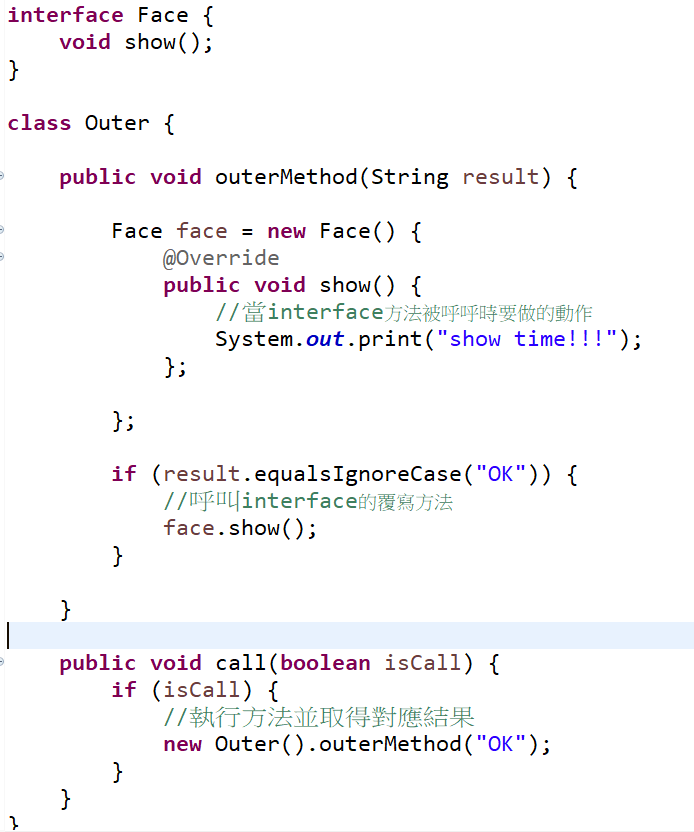 interface Face {
void show();
}
class Outer {
public void outerMethod(String result) {
Face face = new Face() {
@Override
public void show() {
//當interface方法被呼呼時要做的動作
System.out.print("show time!!!");
};
};
if (result.equalsIgnoreCase("OK")) {
//呼叫interface的覆寫方法
face.show();
}
}
public void call(boolean isCall) {
if (isCall) {
//執行方法並取得對應結果
new Outer().outerMethod("OK");
}
}
}